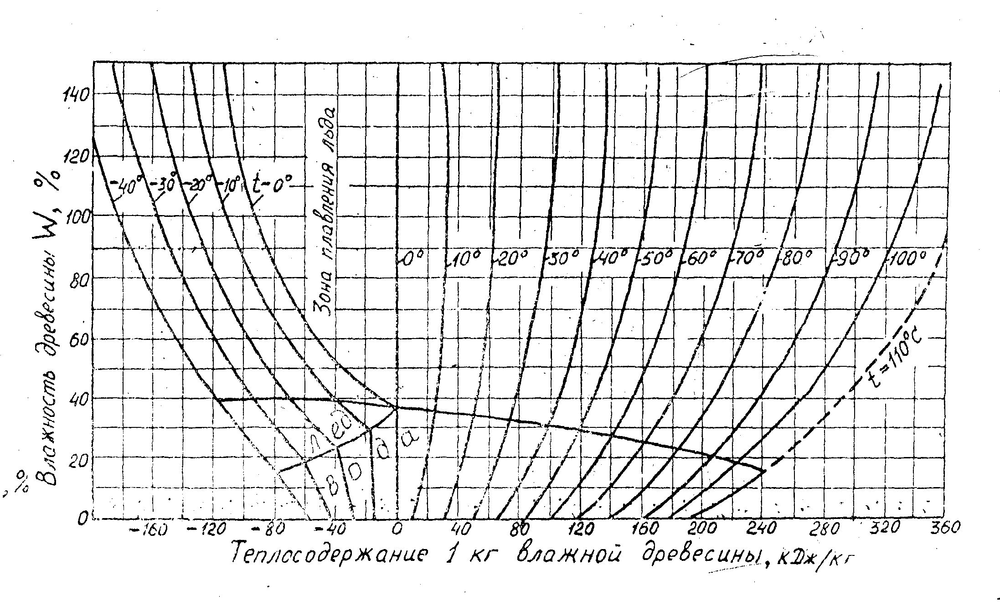 140
120
100
80
60
40
20
0
Влажность древесины W, %
, %
-40° -30° -20° -10° t-0°
Зона плавления льда
0° 10° 20° 30° 40° 50° 60° 70° 80° 90° 100°
t=110°С
лед
вода
-160 -120 -80 -40 0 40 80 120 160 200 240 280 320 360
Теплосодержание 1 кг влажной древесины, кДж/кг